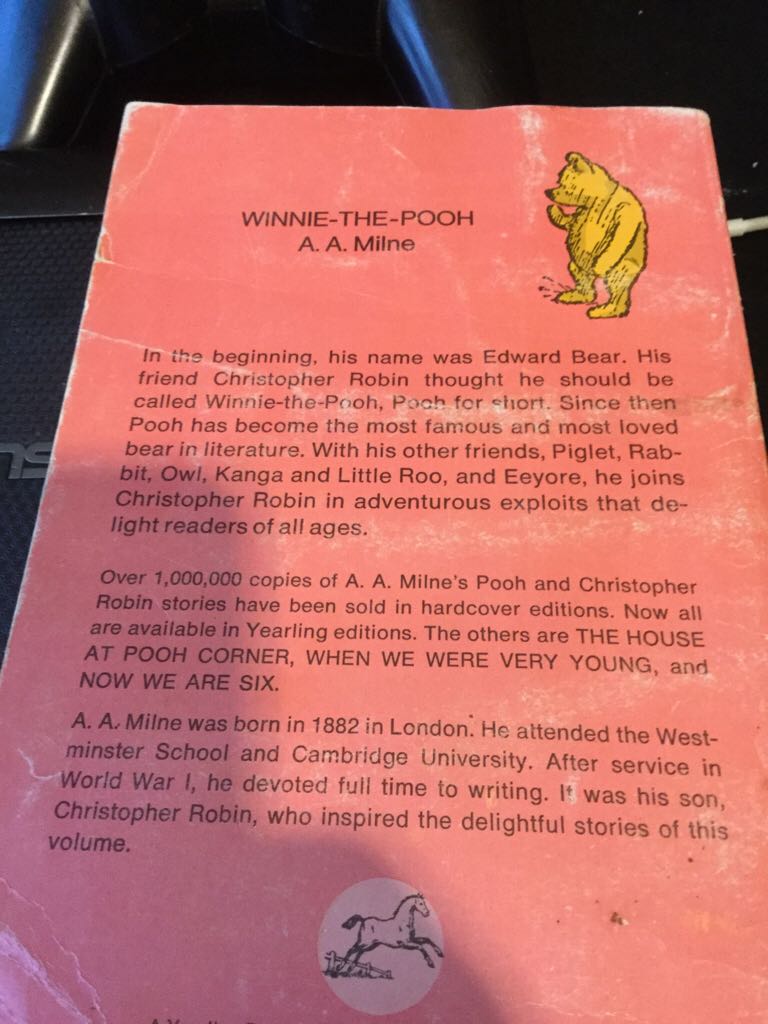 WINNIE-THE-POOH
A. A. Milne
In the beginning, his name was Edward Bear. His
friend Christopher Robin thought he should be
called Winnie-the-Pooh, Pooh for short. Since then
Pooh has become the most famous and most loved
bear in literature. With his other friends, Piglet, Rab-
bit, Owl, Kanga and Little Roo, and Eeyore, he joins
Christopher Robin in adventurous exploits that de-
light readers of all ages.
Over 1,000,000 copies of A. A. Milne's Pooh and Christopher
Robin stories have been sold in hardcover editions. Now all
are available in Yearling editions. The others are THE HOUSE
AT POOH CORNER, WHEN WE WERE VERY YOUNG, and
NOW WE ARE SIX.
A. A. Milne was born in 1882 in London. He attended the West-
minster School and Cambridge University. After service in
World War I, he devoted full time to writing. It was his son,
Christopher Robin, who inspired the delightful stories of this
volume.